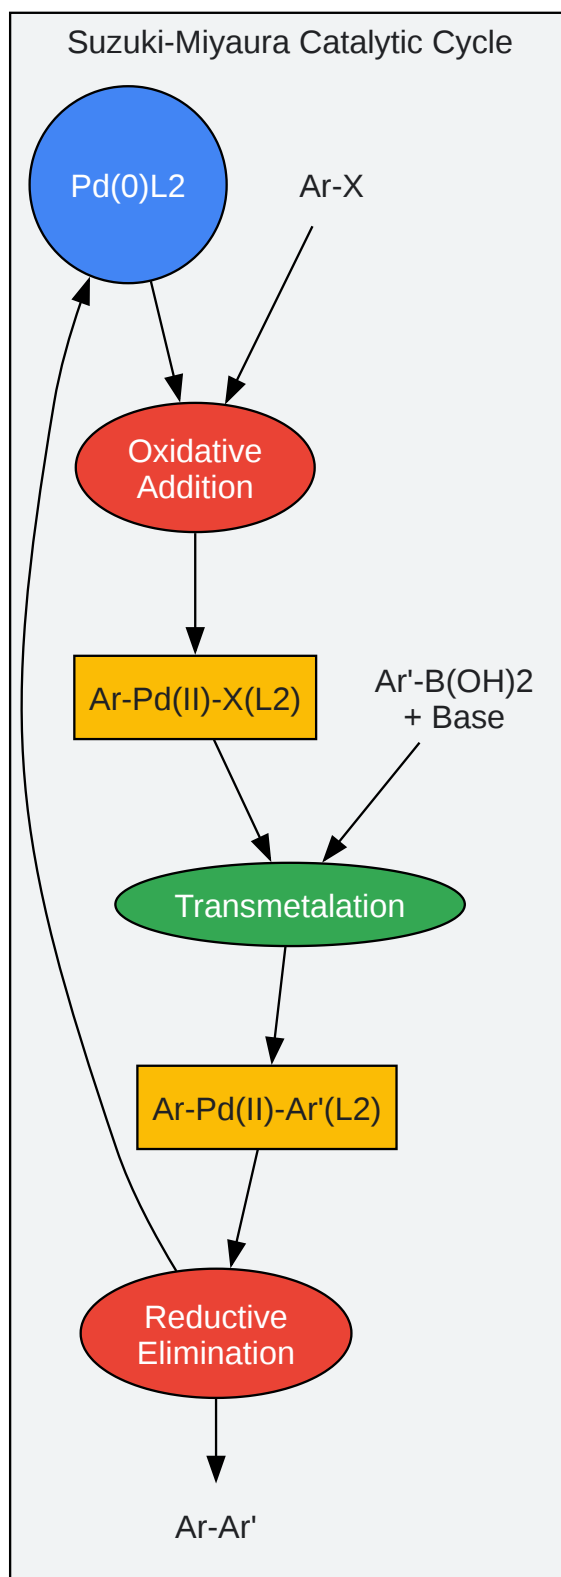 Suzuki-Miyaura Catalytic Cycle
Pd(0)L2
Ar-X
Oxidative
Addition
Ar-Pd(II)-X(L2)
Ar'-B(OH)2
+ Base
Transmetalation
Ar-Pd(II)-Ar'(L2)
Reductive
Elimination
Ar-Ar'